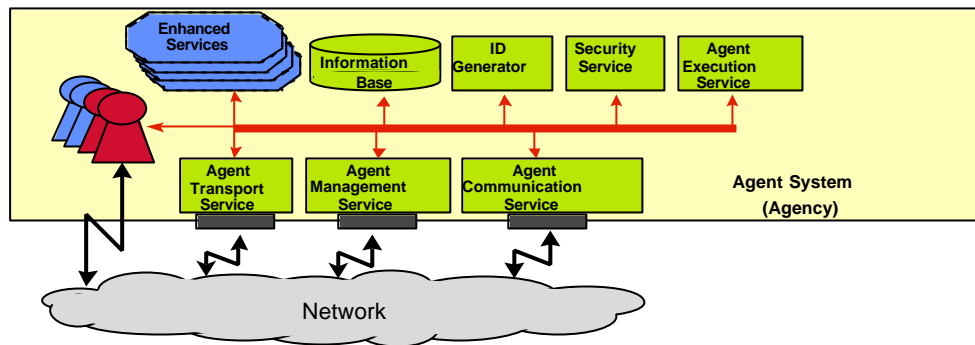 Enhanced
Services
Information
Base
ID
Generator
Security
Service
Agent
Execution
Service
Agent
Transport
Service
Agent
Management
Service
Agent
Communication
Service
Agent System
(Agency)
Network